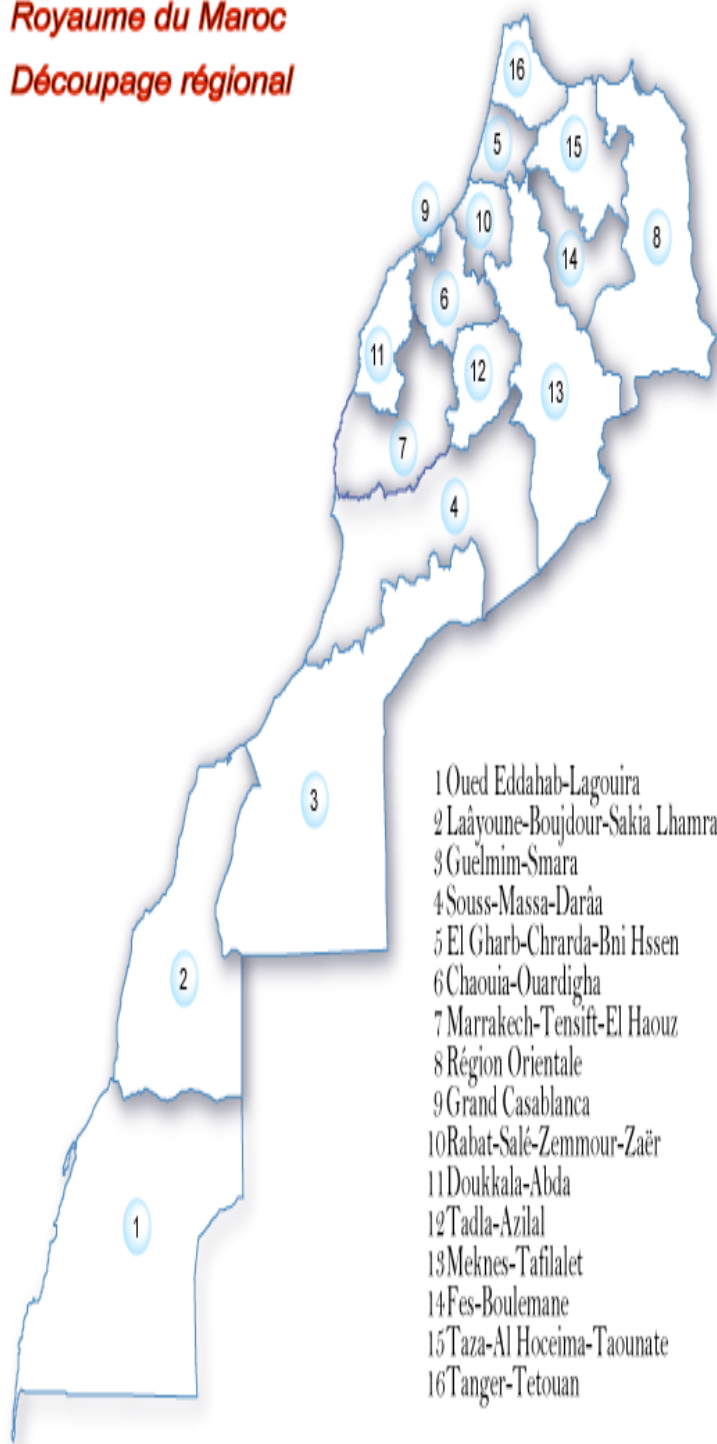 Royaume du Maroc
Découpage régional
16
5
15
9
10
8
14
6
11
12
13
7
4
3
2
1
1 Oued Eddahab-Lagouira
2 Laâyoune-Boujdour-Sakia Lhamra
3 Guelmim-Smara
4 Souss-Massa-Darâa
5 El Gharb-Chrarda-Bni Hssen
6 Chaouia-Ouardigha
7 Marrakech-Tensift-El Haouz
8 Région Orientale
9 Grand Casablanca
10 Rabat-Salé-Zemmour-Zaër
11 Doukkala-Abda
12 Tadla-Azilal
13 Meknes-Tafilalet
14 Fes-Boulemane
15 Taza-Al Hoceima-Taounate
16 Tanger-Tetouan